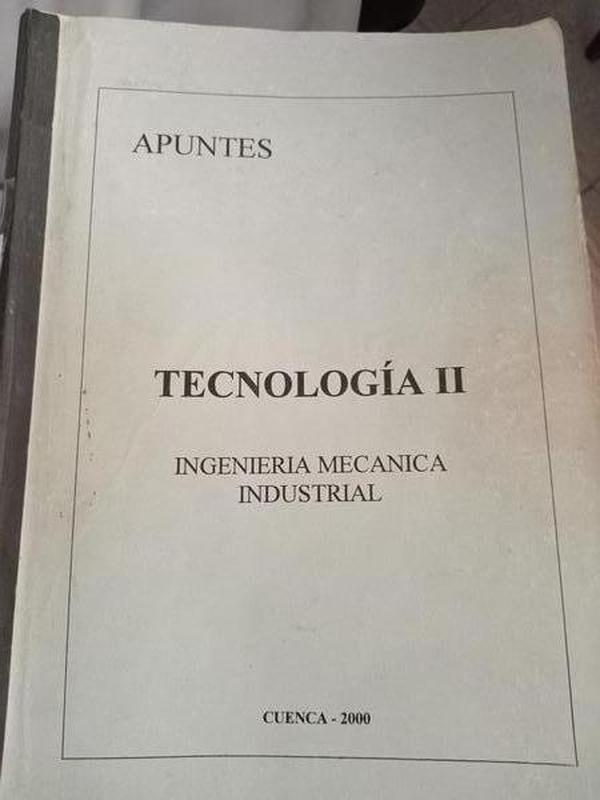 APUNTES
TECNOLOGÍA II
INGENIERIA MECANICA
INDUSTRIAL
CUENCA - 2000